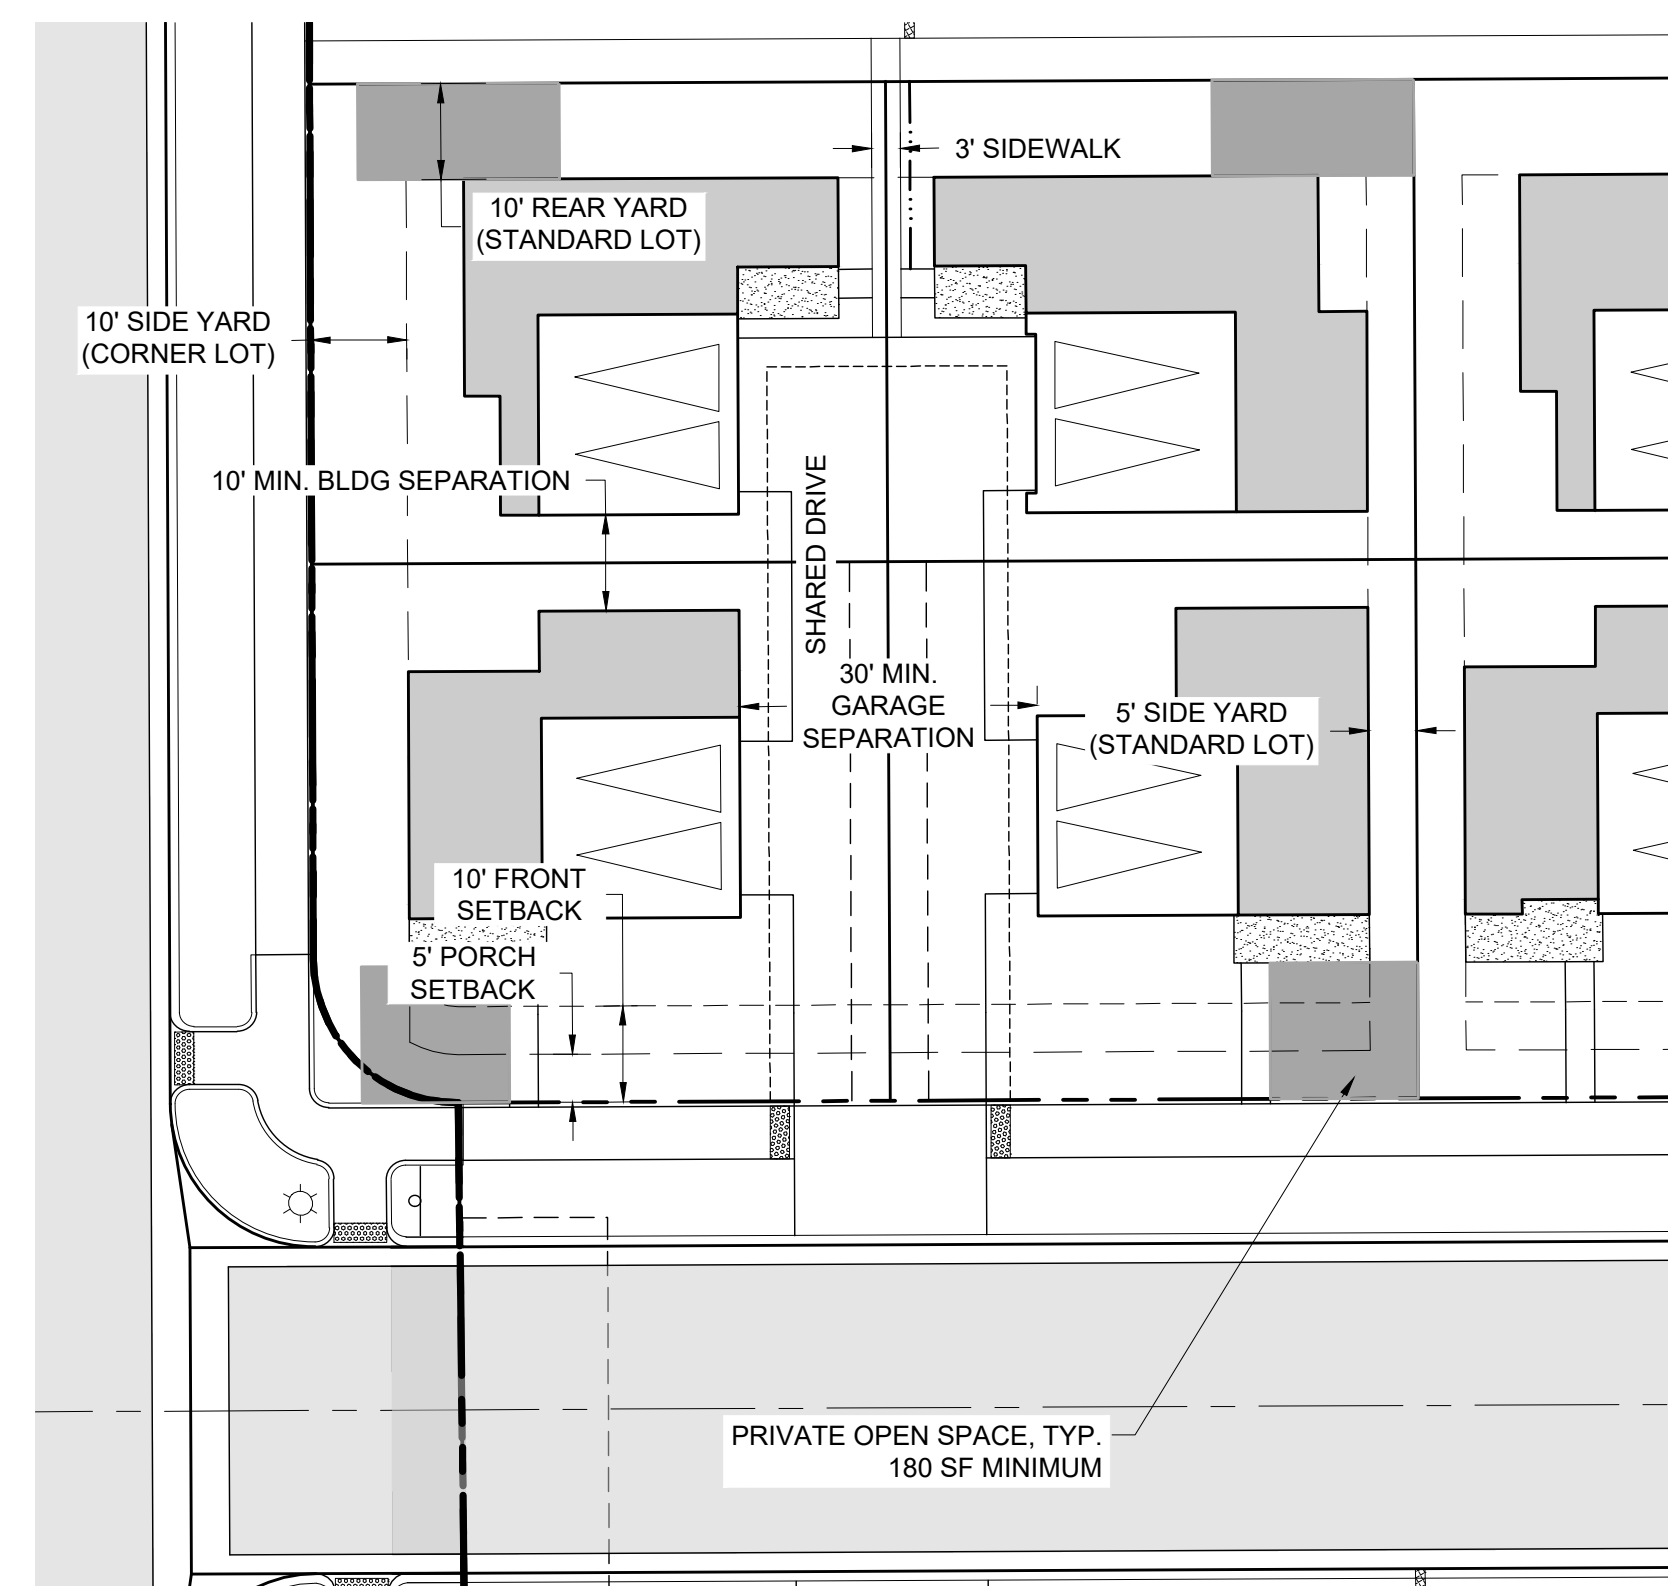 3' SIDEWALK
10' REAR YARD
(STANDARD LOT)
10' SIDE YARD
(CORNER LOT)
10' MIN. BLDG SEPARATION
SHARED DRIVE
30' MIN.
GARAGE
SEPARATION
5' SIDE YARD
(STANDARD LOT)
10' FRONT
SETBACK
5' PORCH
SETBACK
PRIVATE OPEN SPACE, TYP.
180 SF MINIMUM